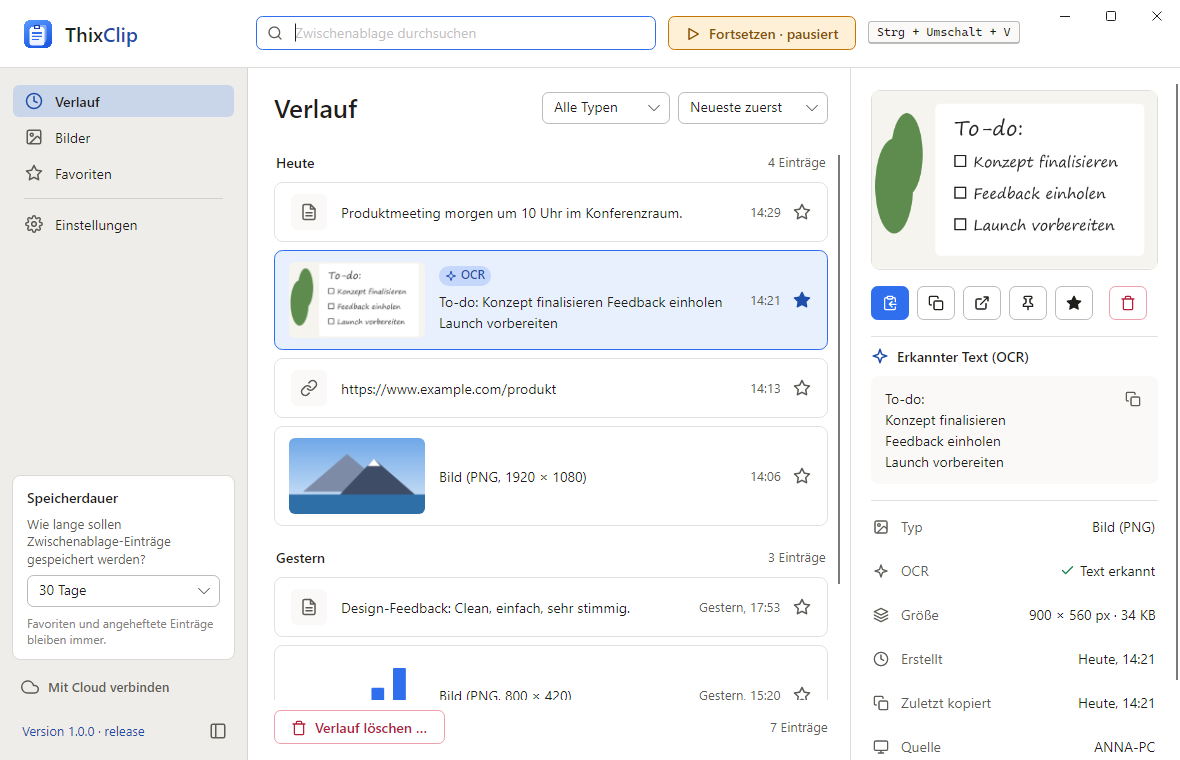 ThixClip
Zwischenablage durchsuchen
Fortsetzen · pausiert
Strg + Umschalt + V
Verlauf
Bilder
Favoriten
Einstellungen
Speicherdauer
Wie lange sollen
Zwischenablage-Einträge
gespeichert werden?
30 Tage
Favoriten und angeheftete Einträge
bleiben immer.
Mit Cloud verbinden
Version 1.0.0 · release
Verlauf
Alle Typen
Neueste zuerst
Heute
4 Einträge
Produktmeeting morgen um 10 Uhr im Konferenzraum.
14:29
To-do:
Konzept finalisieren
Feedback einholen
Launch vorbereiten
OCR
To-do: Konzept finalisieren Feedback einholen
Launch vorbereiten
14:21
https://www.example.com/produkt
14:13
Bild (PNG, 1920 × 1080)
14:06
Gestern
3 Einträge
Design-Feedback: Clean, einfach, sehr stimmig.
Gestern, 17:53
Bild (PNG, 800 × 420)
Gestern, 15:20
Verlauf löschen ...
7 Einträge
To-do:
Konzept finalisieren
Feedback einholen
Launch vorbereiten
Erkannter Text (OCR)
To-do:
Konzept finalisieren
Feedback einholen
Launch vorbereiten
Typ
Bild (PNG)
OCR
Text erkannt
Größe
900 × 560 px · 34 KB
Erstellt
Heute, 14:21
Zuletzt kopiert
Heute, 14:21
Quelle
ANNA-PC